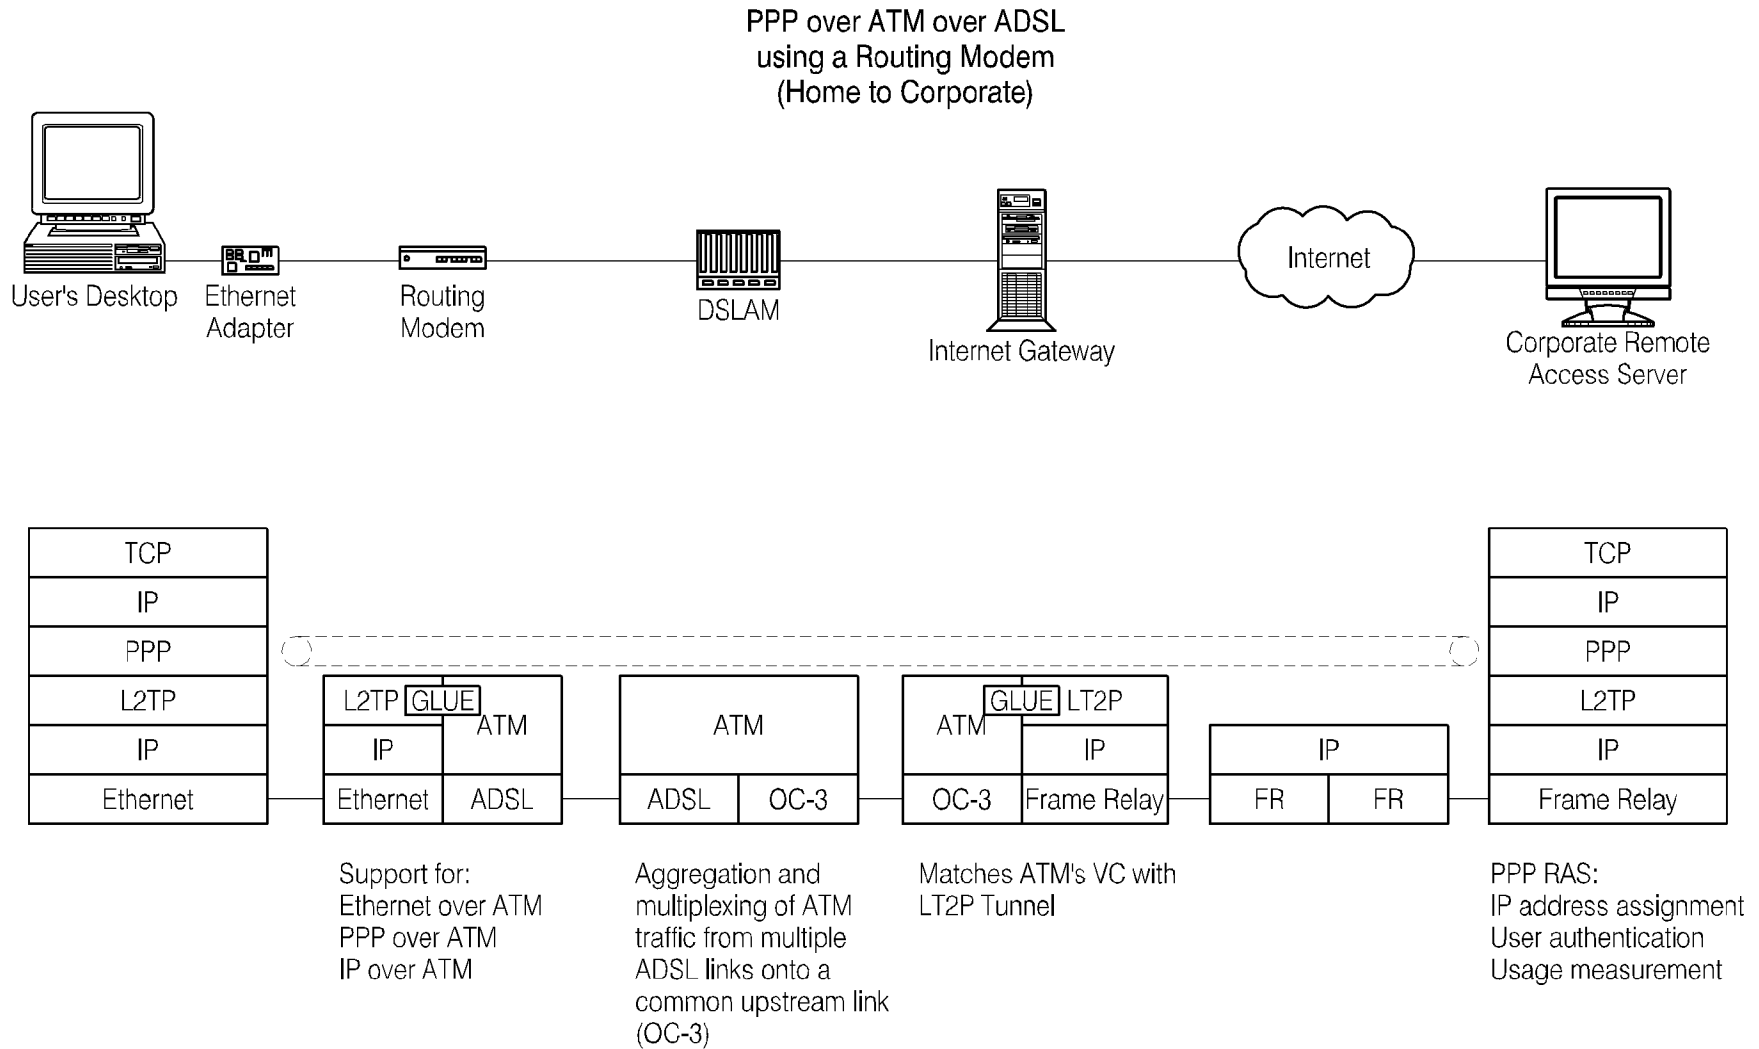 PPP over ATM over ADSL
using a Routing Modem
(Home to Corporate)
User's Desktop
Ethernet
Adapter
Routing
Modem
DSLAM
Internet Gateway
Internet
Corporate Remote
Access Server
TCP
IP
PPP
L2TP
IP
Ethernet
L2TP
GLUE
ATM
IP
Ethernet
ADSL
ATM
ADSL
OC-3
ATM
GLUE
LT2P
IP
OC-3
Frame Relay
IP
FR
FR
TCP
IP
PPP
L2TP
IP
Frame Relay
Support for:
Ethernet over ATM
PPP over ATM
IP over ATM
Aggregation and
multiplexing of ATM
traffic from multiple
ADSL links onto a
common upstream link
(OC-3)
Matches ATM's VC with
LT2P Tunnel
PPP RAS:
IP address assignment
User authentication
Usage measurement